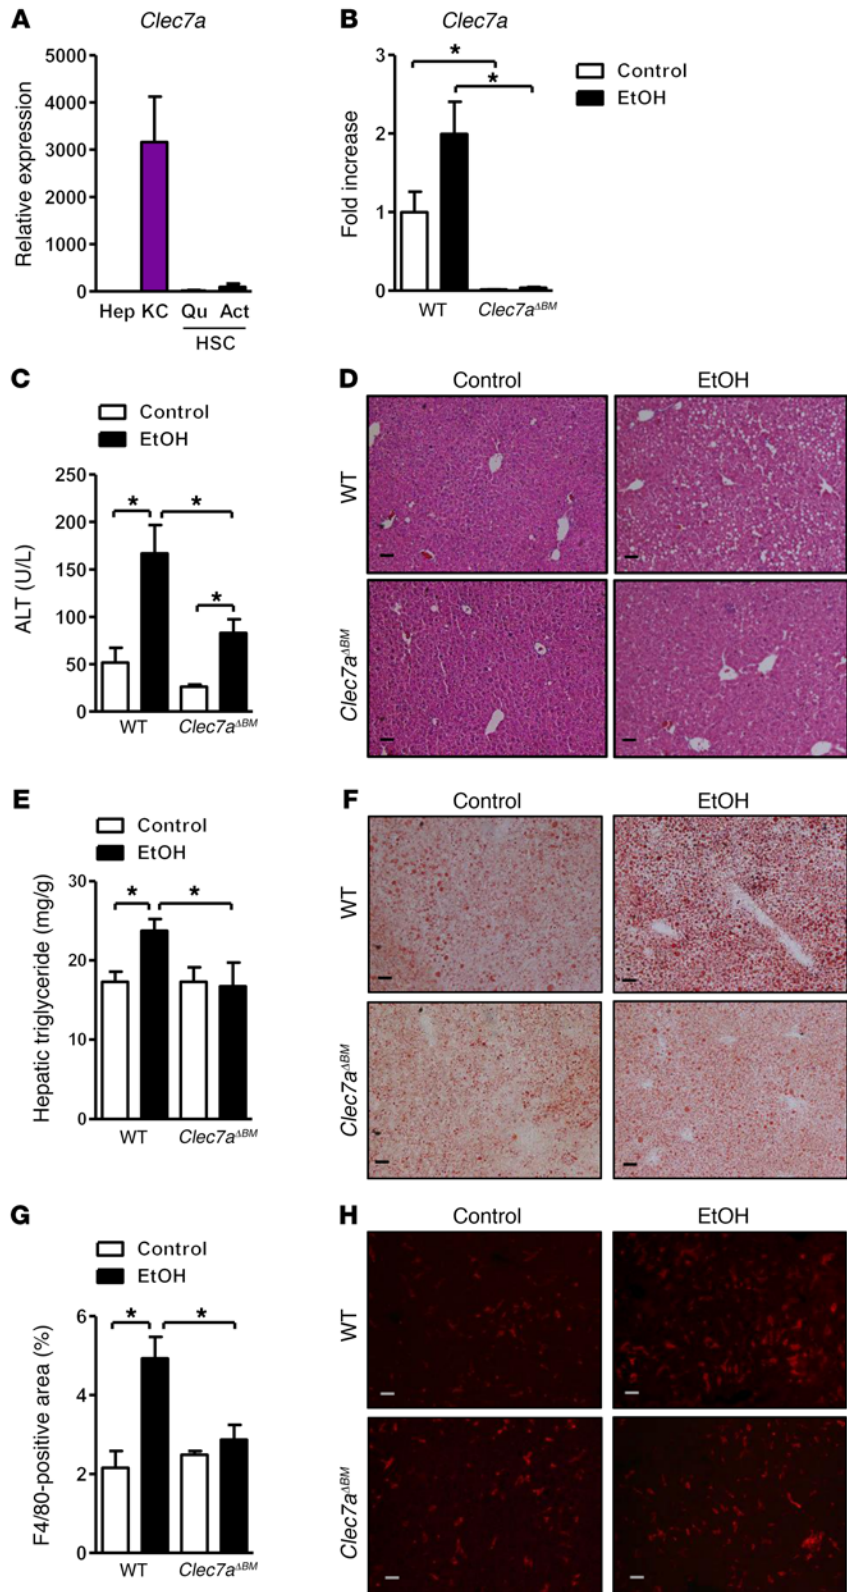 A
Clec7a
Relative expression
5000
4000
3000
2000
1000
0
Hep KC Qu Act
HSC
B
Clec7a
Fold increase
3
2
1
0
* *
Control
EtOH
WT Clec7aΔBM
C
Control
EtOH
ALT (U/L)
250
200
150
100
50
0
* * *
WT Clec7aΔBM
D
Control EtOH
WT
Clec7aΔBM
E
Control
EtOH
Hepatic triglyceride (mg/g)
30
20
10
0
* *
WT Clec7aΔBM
F
Control EtOH
WT
Clec7aΔBM
G
Control
EtOH
F4/80-positive area (%)
6
4
2
0
* *
WT Clec7aΔBM
H
Control EtOH
WT
Clec7aΔBM